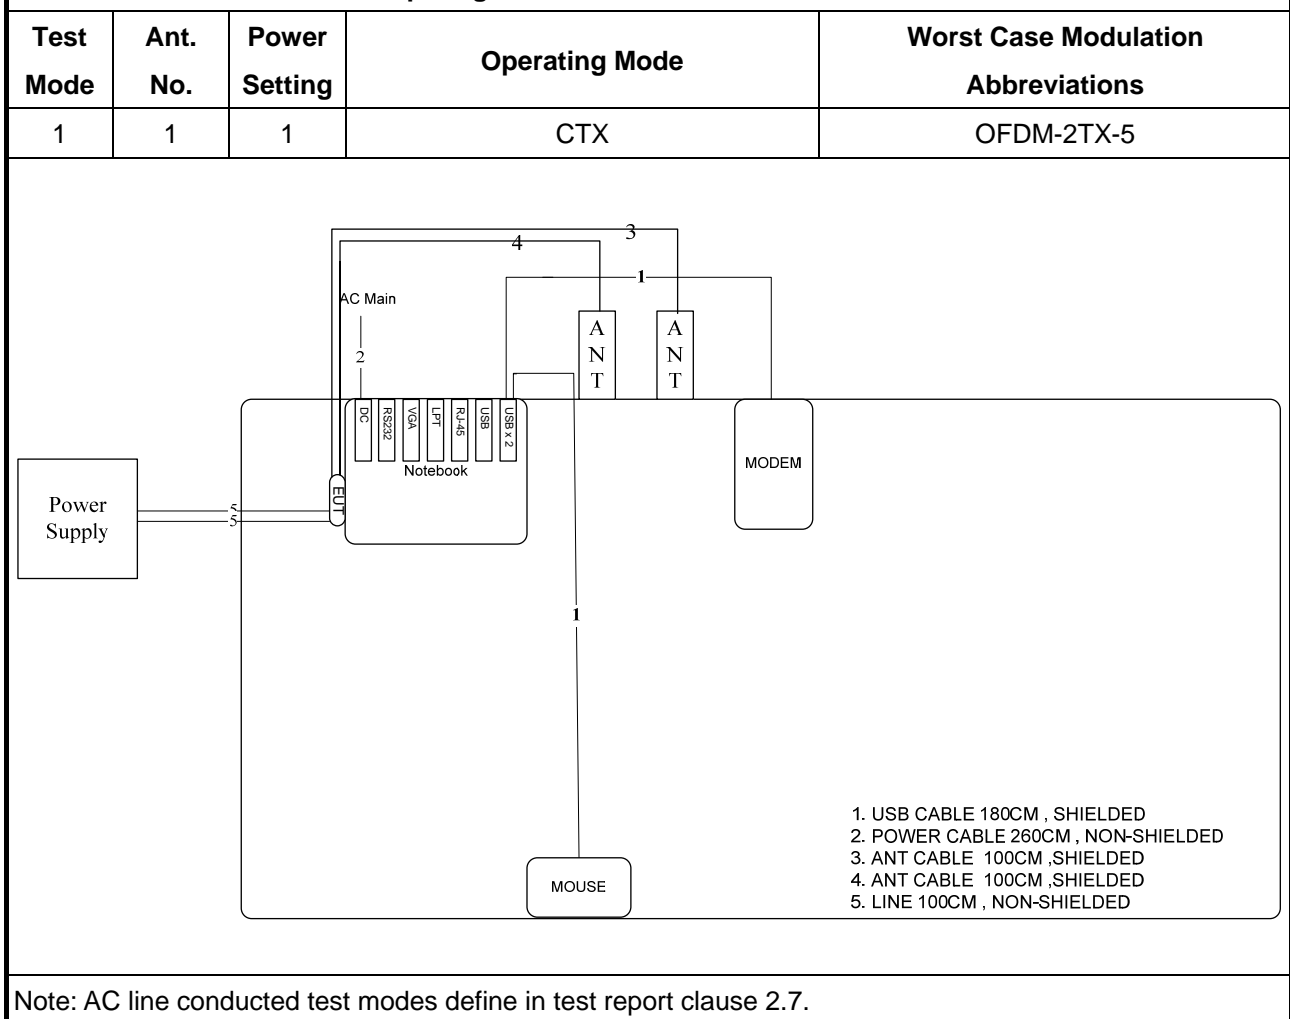 Test Mode
Ant. No.
Power Setting
Operating Mode
Worst Case Modulation Abbreviations
1
1
1
CTX
OFDM-2TX-5
3
4
1
AC Main
2
ANT
ANT
DC
RS232
VGA
LPT
RJ-45
USB
USB x 2
Notebook
MODEM
EUT
Power
Supply
5
5
1
MOUSE
1. USB CABLE 180CM , SHIELDED
2. POWER CABLE 260CM , NON-SHIELDED
3. ANT CABLE 100CM ,SHIELDED
4. ANT CABLE 100CM ,SHIELDED
5. LINE 100CM , NON-SHIELDED
Note: AC line conducted test modes define in test report clause 2.7.